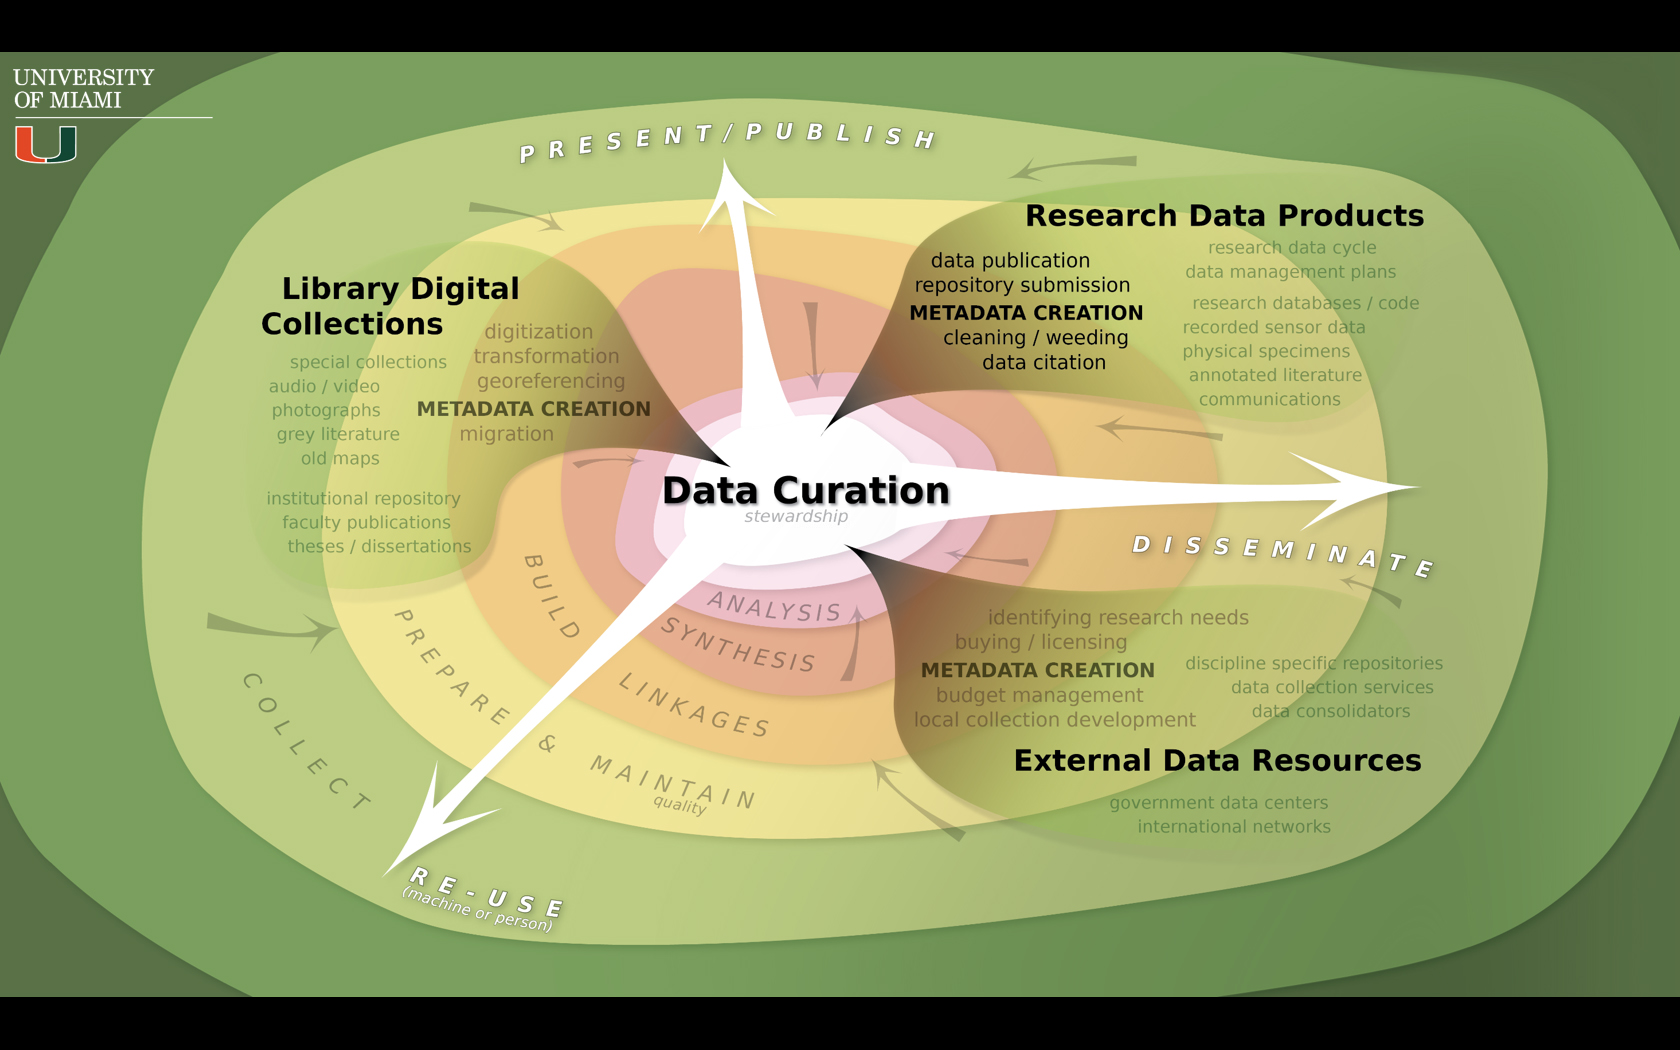 UNIVERSITY
OF MIAMI
U
PRESENT/PUBLISH
Library Digital
Collections
digitization
transformation
georeferencing
METADATA CREATION
migration
special collections
audio / video
photographs
grey literature
old maps
institutional repository
faculty publications
theses / dissertations
Research Data Products
data publication
repository submission
METADATA CREATION
cleaning / weeding
data citation
research data cycle
data management plans
research databases / code
recorded sensor data
physical specimens
annotated literature
communications
Data Curation
stewardship
DISSEMINATE
ANALYSIS
SYNTHESIS
BUILD
LINKAGES
PREPARE
& MAINTAIN
quality
COLLECT
identifying research needs
buying / licensing
METADATA CREATION
budget management
local collection development
discipline specific repositories
data collection services
data consolidators
External Data Resources
government data centers
international networks
RE-USE
(machine or person)